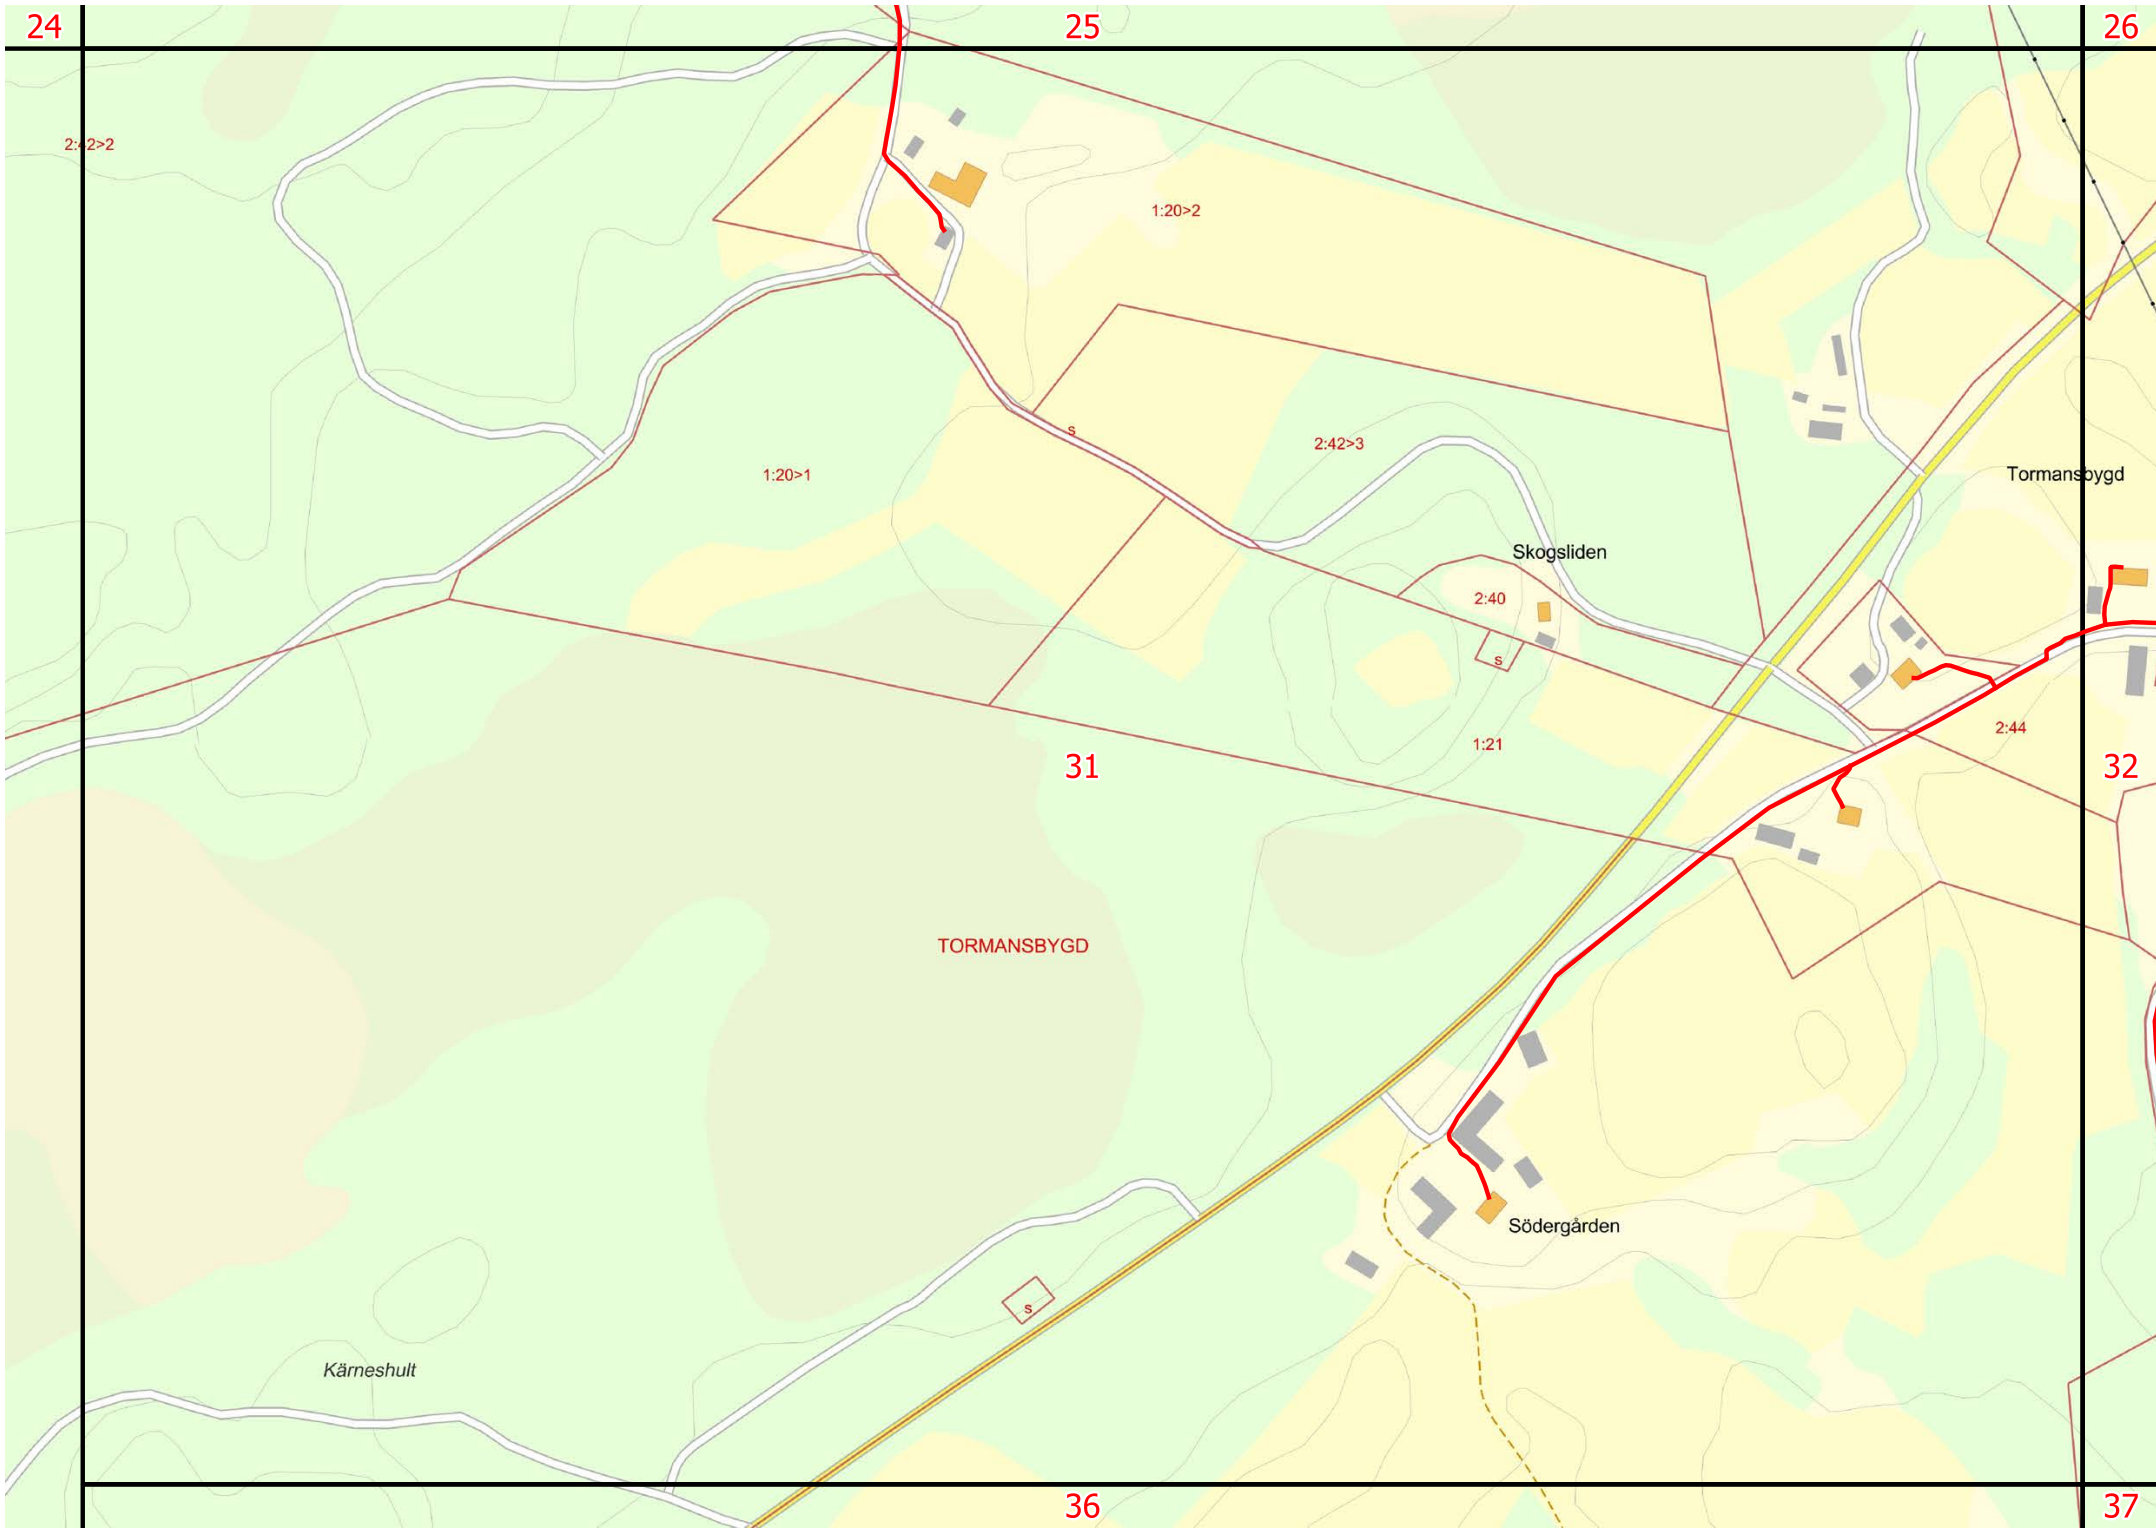 24
25
26
2:42>2
1:20>2
s
2:42>3
1:20>1
Tormansbygd
Skogsliden
2:40
s
2:44
1:21
31
32
TORMANSBYGD
Södergården
s
Kärneshult
36
37